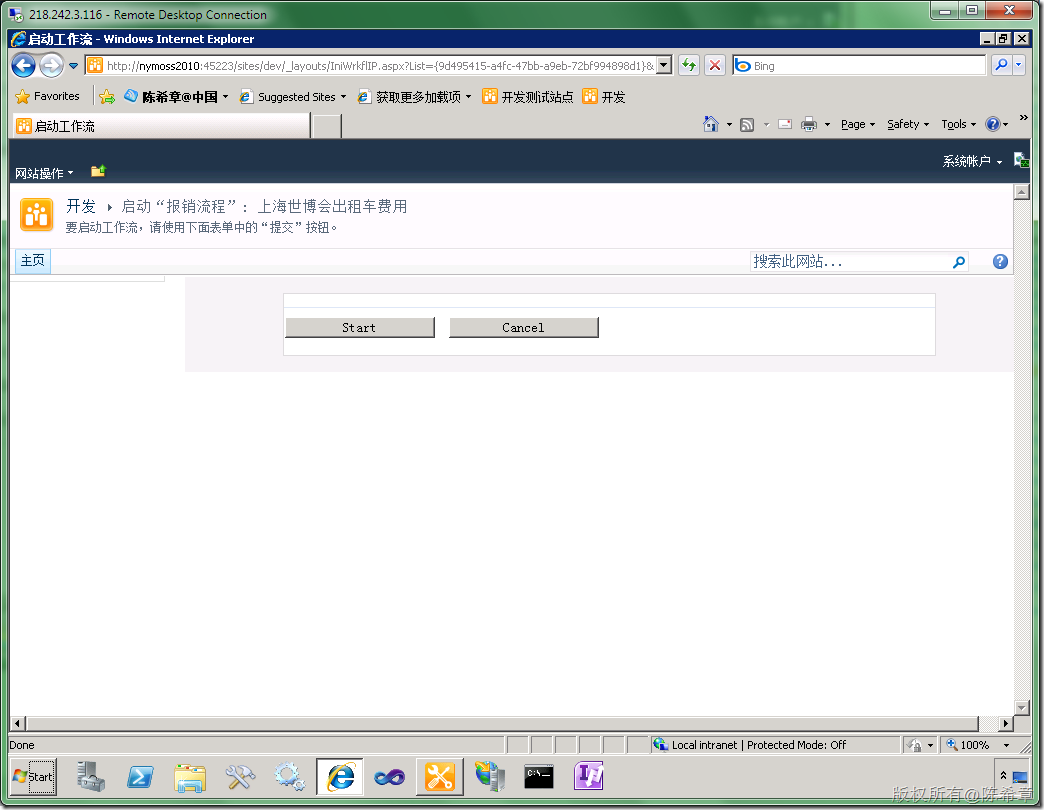 218.242.3.116 - Remote Desktop Connection
启动工作流 - Windows Internet Explorer
http://nymoss2010:45223/sites/dev/_layouts/IniWrkflIP.aspx?List={9d495415-a4fc-47bb-a9eb-72bf994898d1}&
Bing
Favorites 陈希章@中国 Suggested Sites 获取更多加载项 开发测试站点 开发
启动工作流
Page Safety Tools
系统帐户
网站操作
开发 启动“报销流程”: 上海世博会出租车费用
要启动工作流，请使用下面表单中的“提交”按钮。
主页
搜索此网站...
Start Cancel
Done Local intranet | Protected Mode: Off 100%
Start
C:\_
版权所有@陈希章